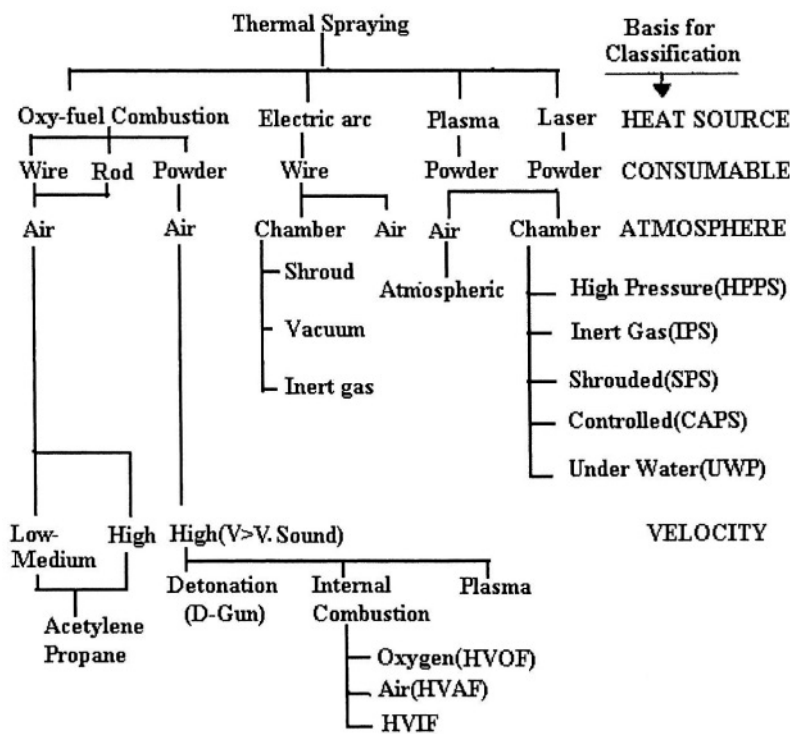 Thermal Spraying
Basis for
Classification
Oxy-fuel Combustion Electric arc Plasma Laser HEAT SOURCE
Wire Rod Powder Wire Powder Powder CONSUMABLE
Air Air Chamber Air Air Chamber ATMOSPHERE
Shroud
Vacuum
Inert gas
Atmospheric
High Pressure(HPPS)
Inert Gas(IPS)
Shrouded(SPS)
Controlled(CAPS)
Under Water(UWP)
Low-
Medium
High High(V>V. Sound) VELOCITY
Acetylene
Propane
Detonation
(D-Gun)
Internal
Combustion
Plasma
Oxygen(HVOF)
Air(HVAF)
HVIF